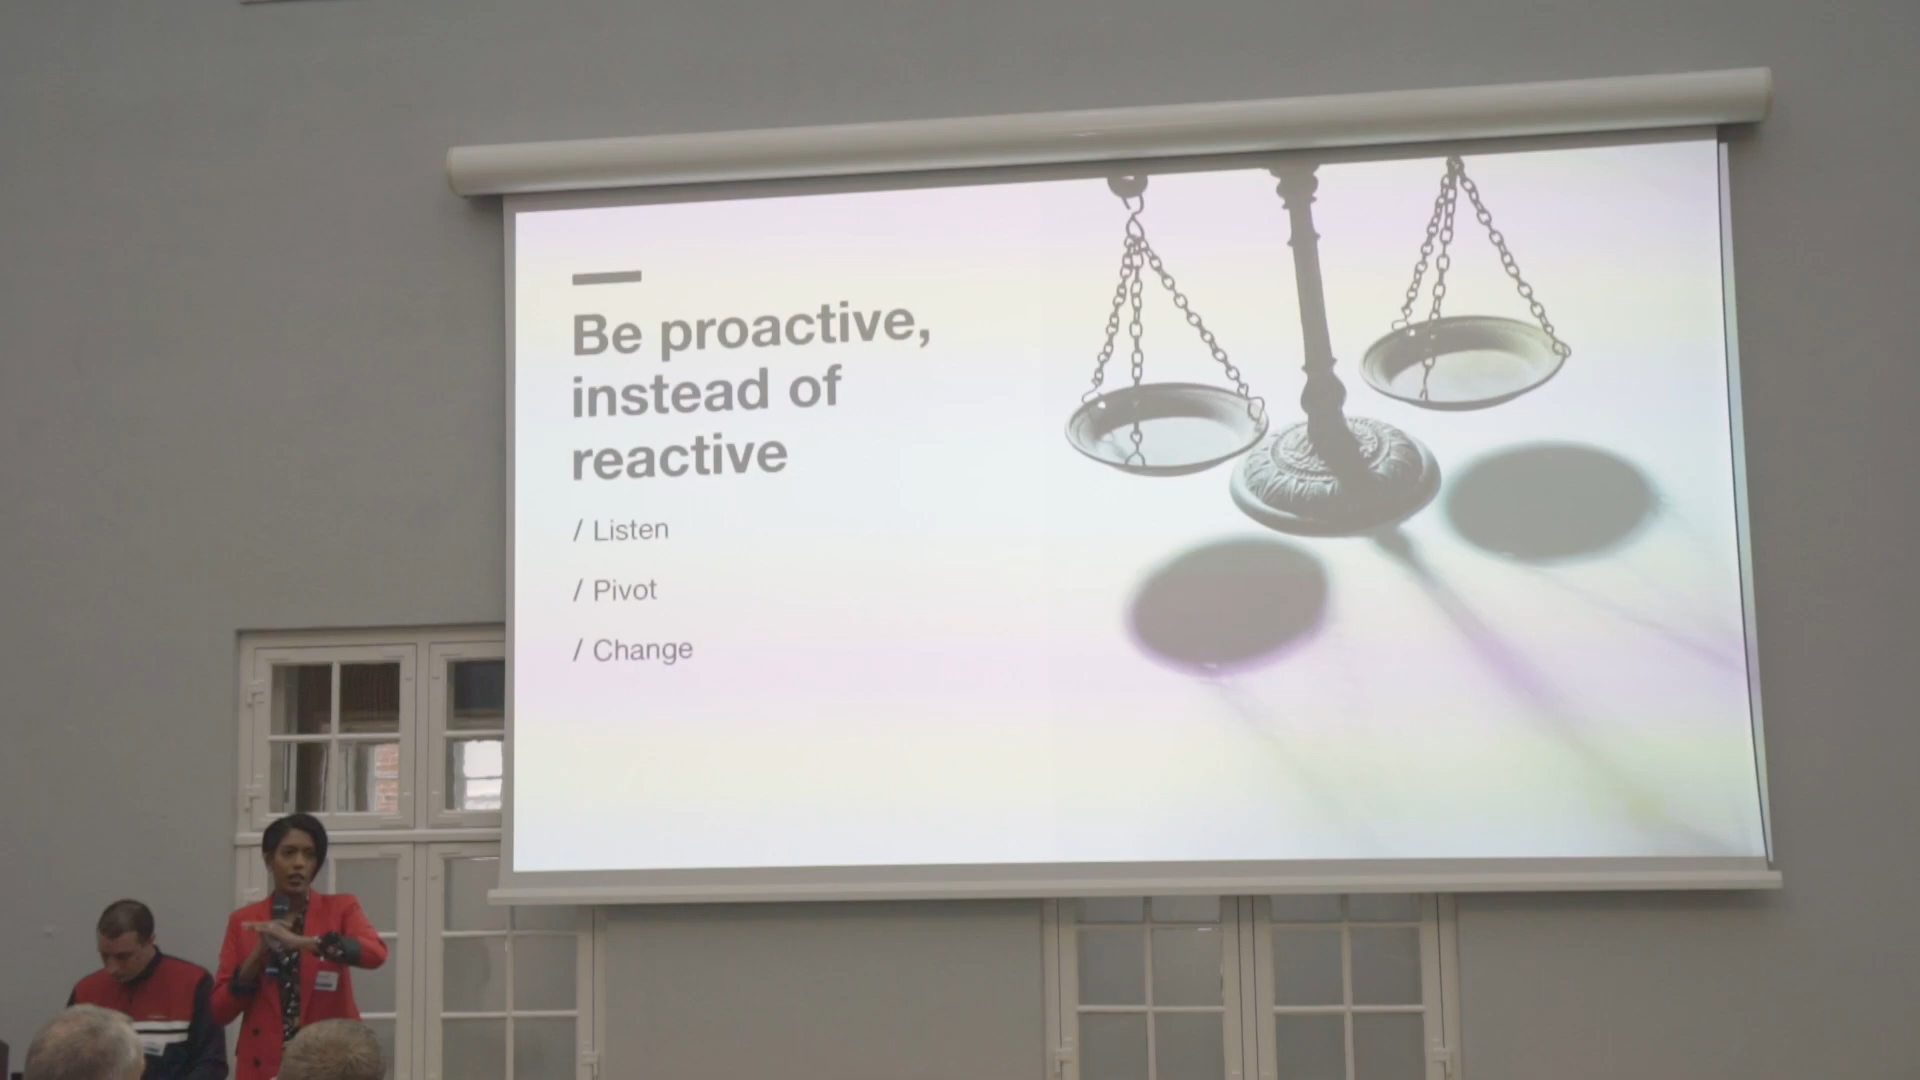 Be proactive,
instead of
reactive
/ Listen
/ Pivot
/ Change